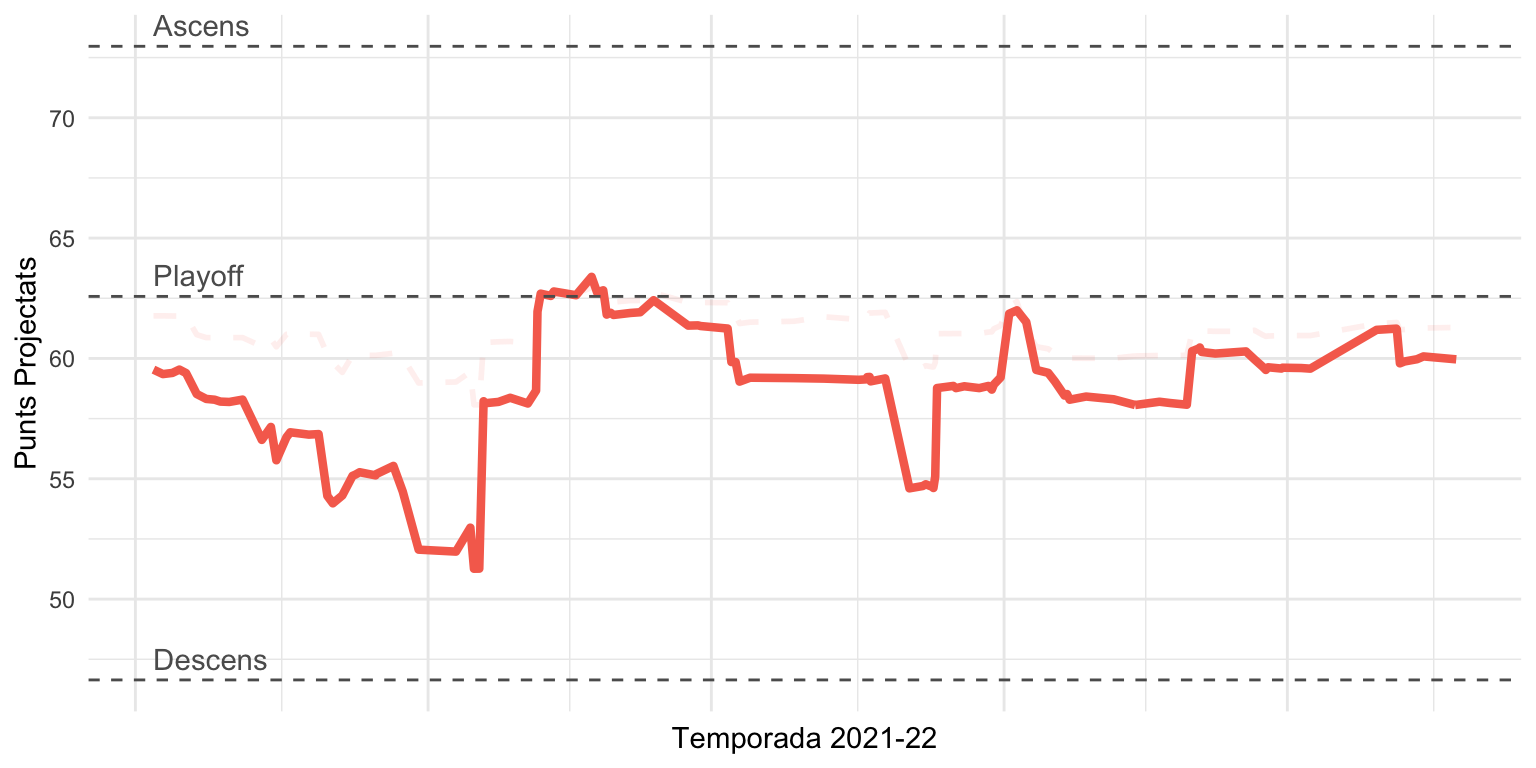 Ascens
70
65
Playoff
60
55
50
Descens
Punts Projectats
Temporada 2021-22